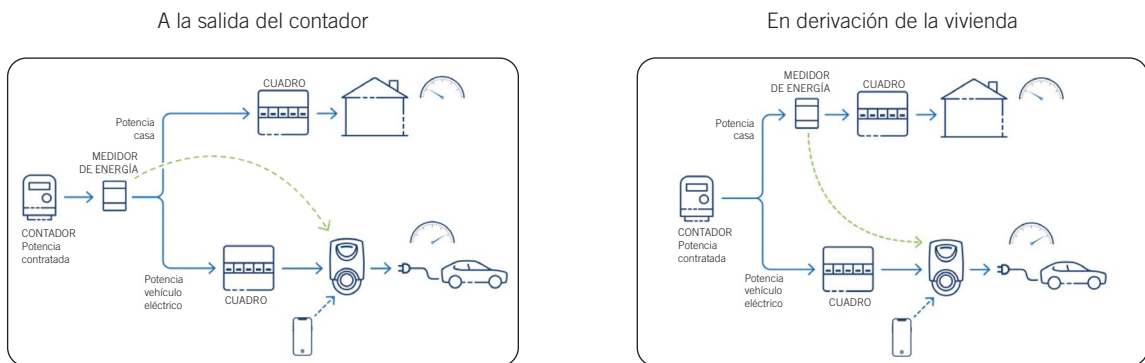 A la salida del contador
CUADRO
Potencia
casa
MEDIDOR
DE ENERGÍA
CONTADOR
Potencia
contratada
Potencia
vehículo
eléctrico
CUADRO
En derivación de la vivienda
MEDIDOR
DE ENERGÍA
CUADRO
Potencia
casa
CONTADOR
Potencia
contratada
Potencia
vehículo
eléctrico
CUADRO